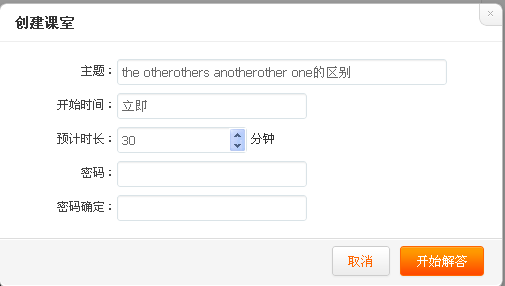 创建课室
主题： the otherothers anotherother one的区别
开始时间： 立即
预计时长： 30 分钟
密码：
密码确定：
取消 开始解答